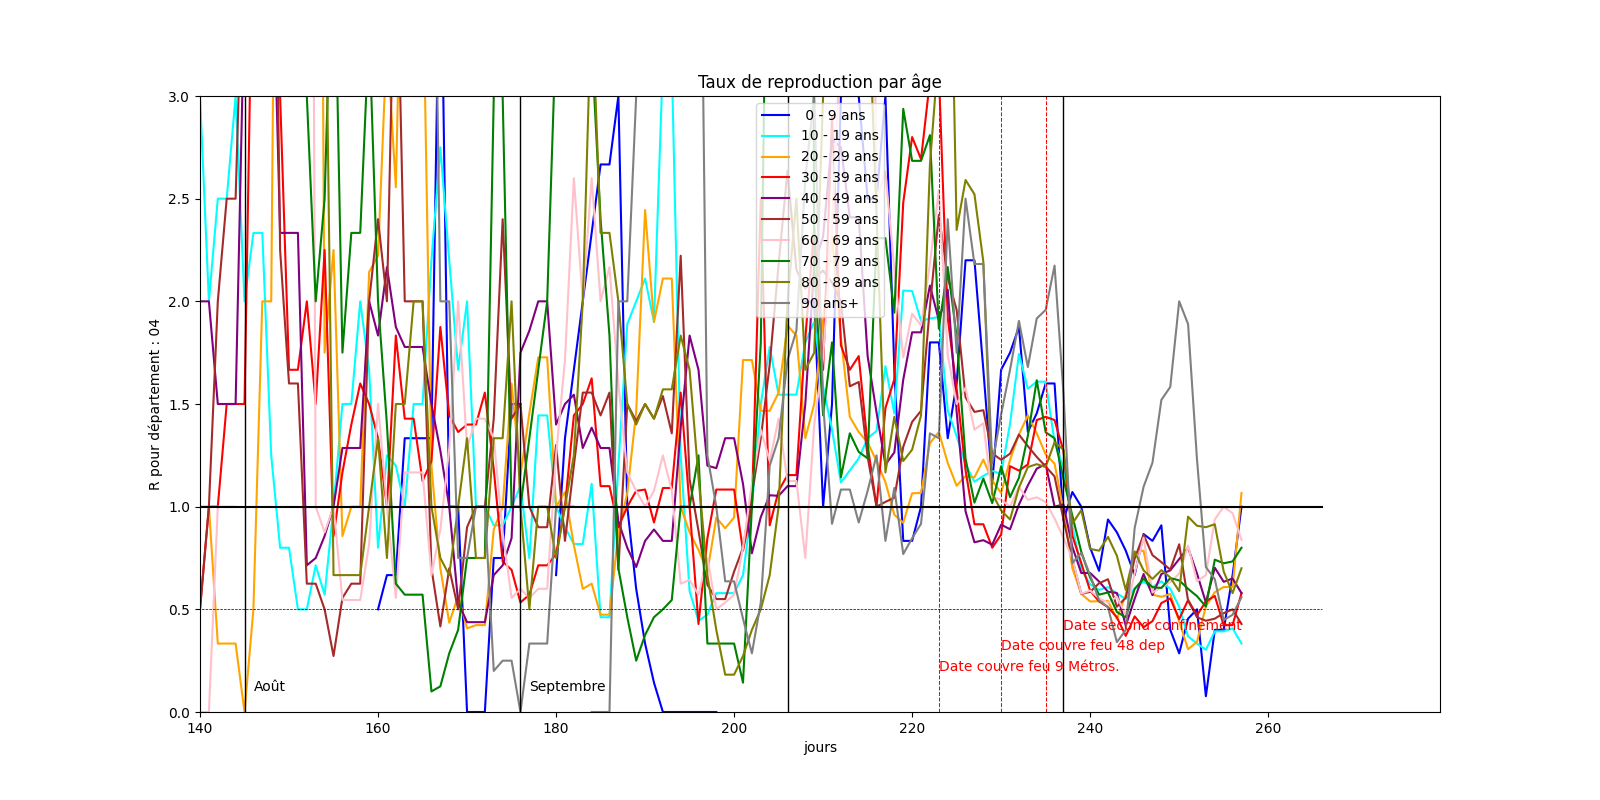 Taux de reproduction par âge
R pour département : 04
3.0
2.5
2.0
1.5
1.0
0.5
0.0
0 - 9 ans
10 - 19 ans
20 - 29 ans
30 - 39 ans
40 - 49 ans
50 - 59 ans
60 - 69 ans
70 - 79 ans
80 - 89 ans
90 ans+
Date second confinement
Date couvre feu 48 dep
Date couvre feu 9 Métros.
Août
Septembre
140
160
180
200
220
240
260
jours